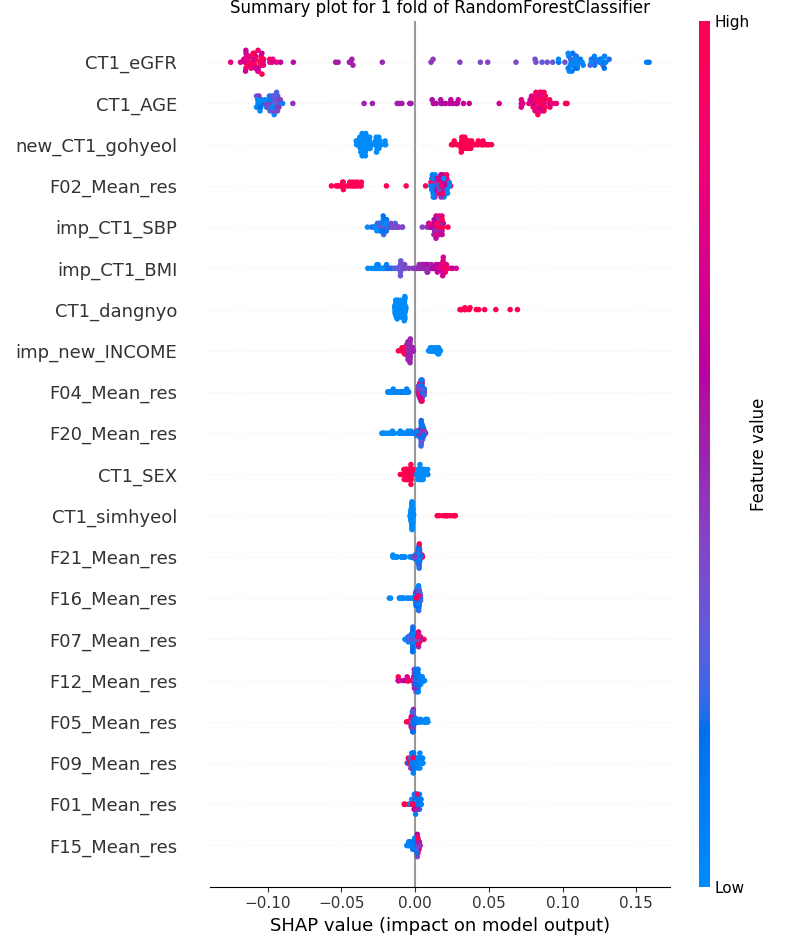 Summary plot for 1 fold of RandomForestClassifier
High
CT1_eGFR
CT1_AGE
new_CT1_gohyeol
F02_Mean_res
imp_CT1_SBP
imp_CT1_BMI
CT1_dangnyo
imp_new_INCOME
F04_Mean_res
F20_Mean_res
CT1_SEX
CT1_simhyeol
F21_Mean_res
F16_Mean_res
F07_Mean_res
F12_Mean_res
F05_Mean_res
F09_Mean_res
F01_Mean_res
F15_Mean_res
Feature value
Low
−0.10 −0.05 0.00 0.05 0.10 0.15
SHAP value (impact on model output)